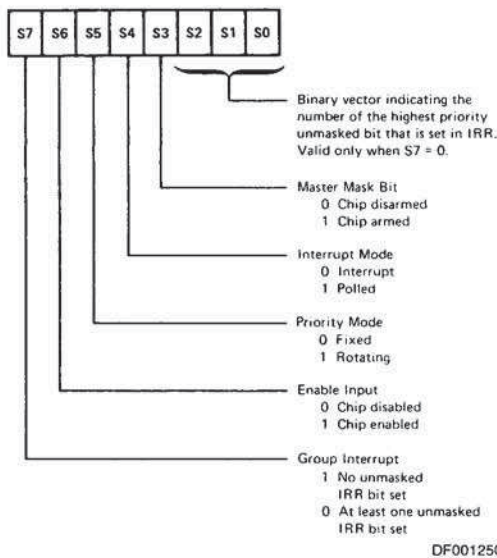 S7 S6 S5 S4 S3 S2 S1 S0
Binary vector indicating the
number of the highest priority
unmasked bit that is set in IRR.
Valid only when S7 = 0.
Master Mask Bit
0 Chip disarmed
1 Chip armed
Interrupt Mode
0 Interrupt
1 Polled
Priority Mode
0 Fixed
1 Rotating
Enable Input
0 Chip disabled
1 Chip enabled
Group Interrupt
1 No unmasked
IRR bit set
0 At least one unmasked
IRR bit set